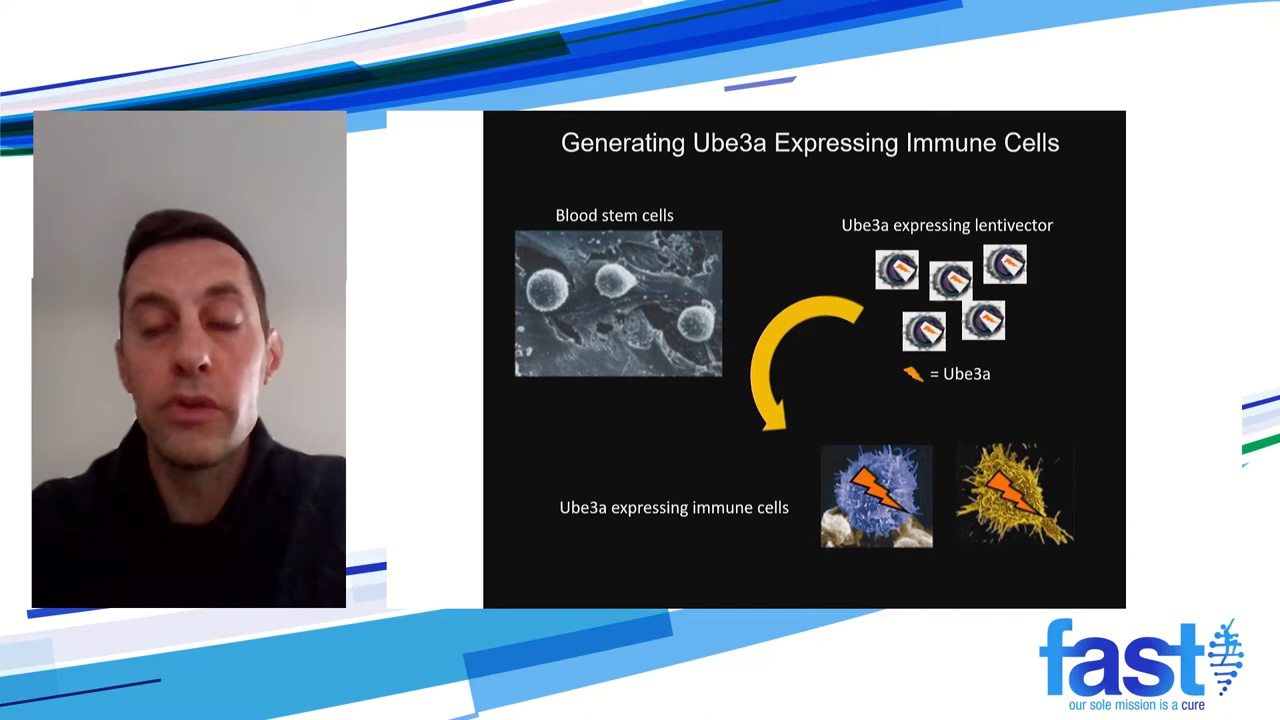 Generating Ube3a Expressing Immune Cells
Blood stem cells
Ube3a expressing lentivector
= Ube3a
Ube3a expressing immune cells
fast
our sole mission is a cure